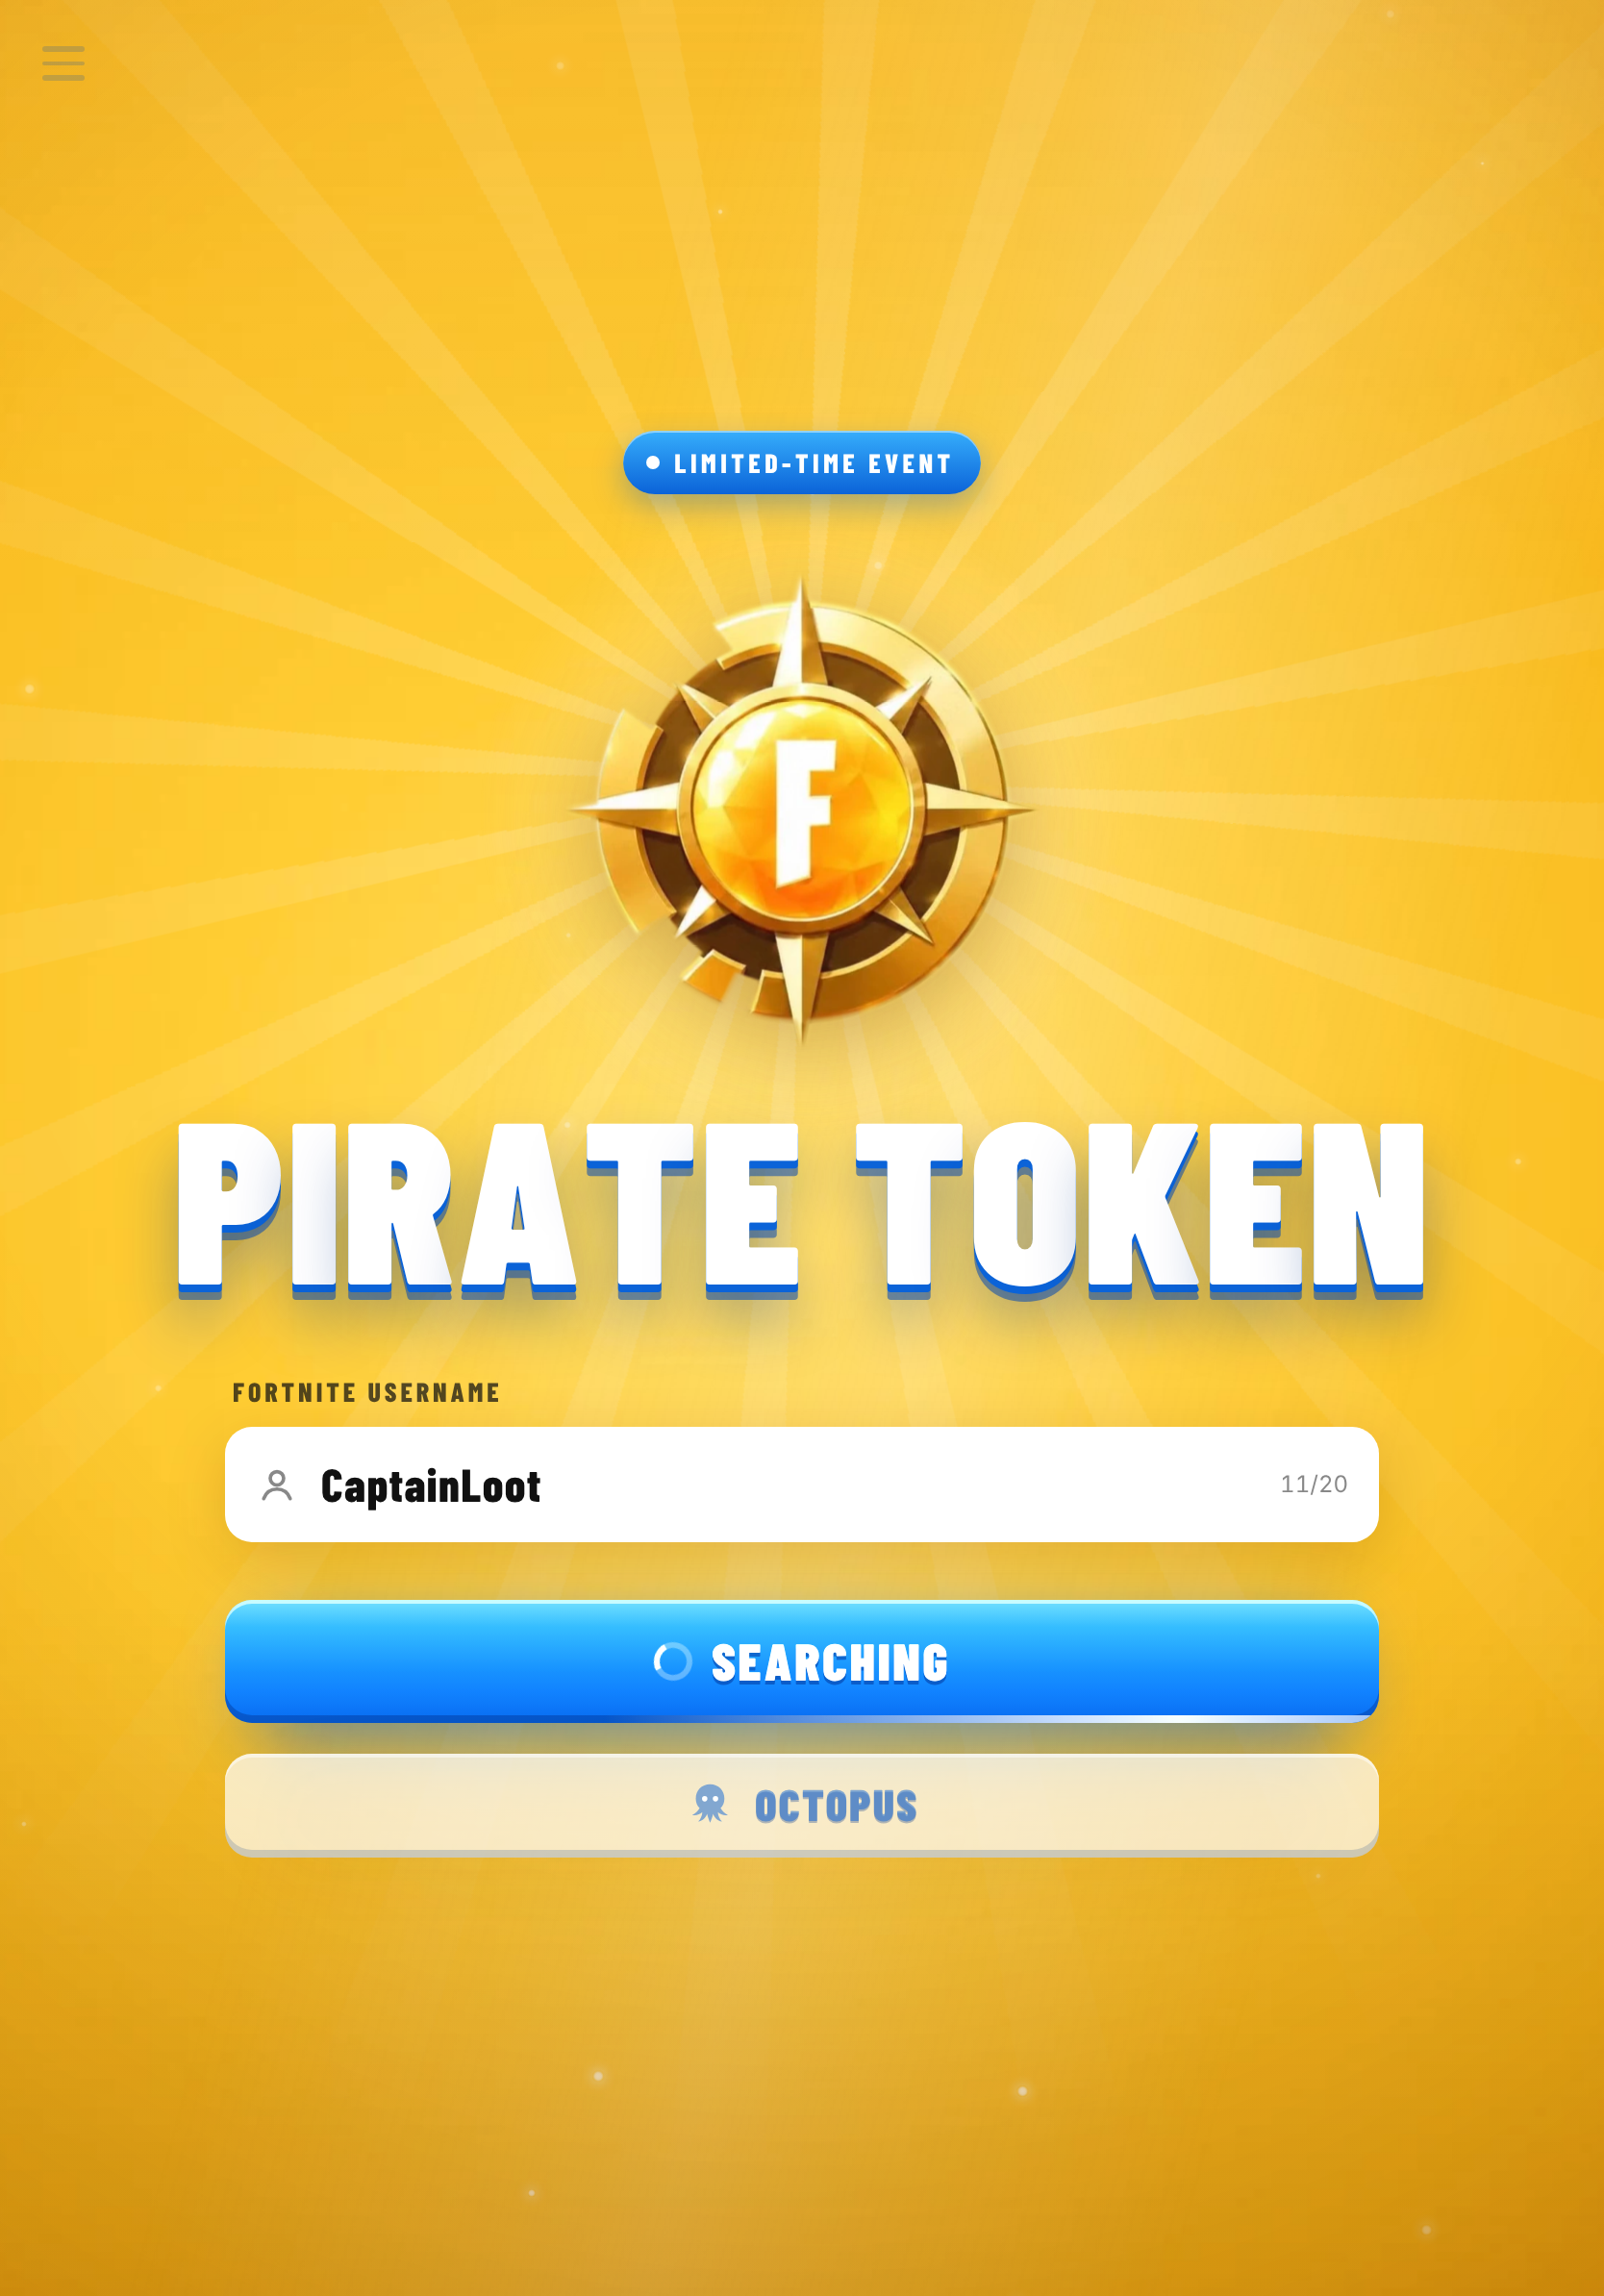 LIMITED-TIME EVENT
F
PIRATE TOKEN
FORTNITE USERNAME
CaptainLoot
11/20
SEARCHING
OCTOPUS